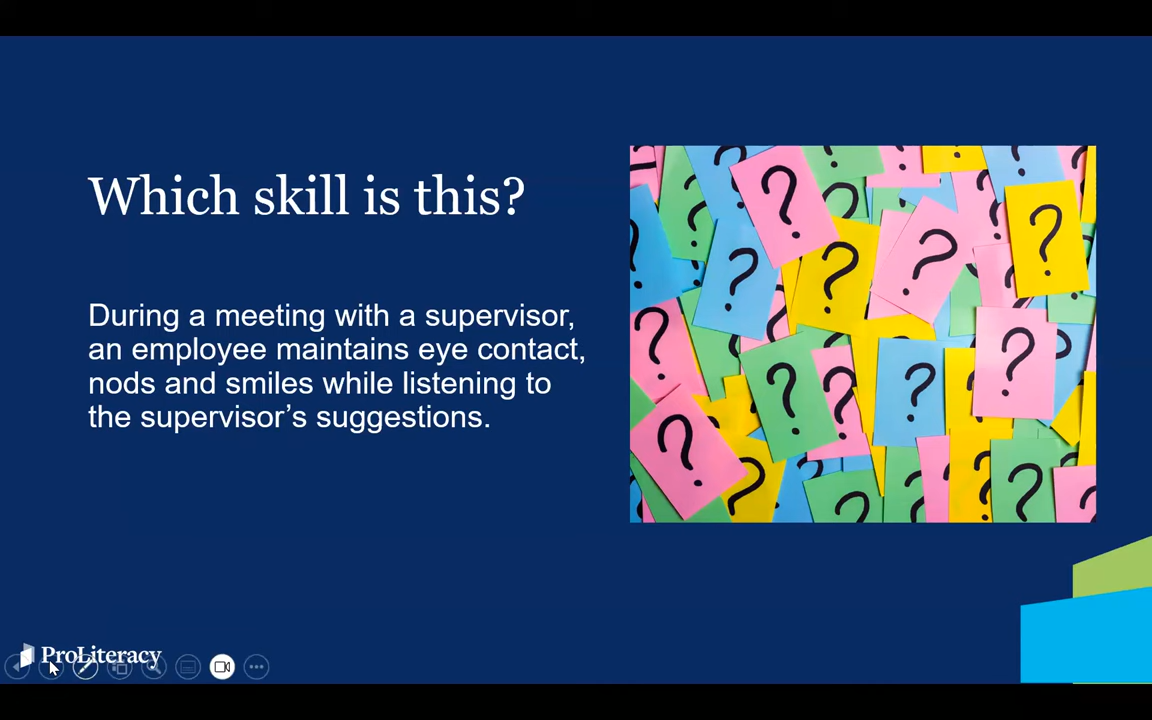 Which skill is this?
During a meeting with a supervisor,
an employee maintains eye contact,
nods and smiles while listening to
the supervisor’s suggestions.
ProLiteracy